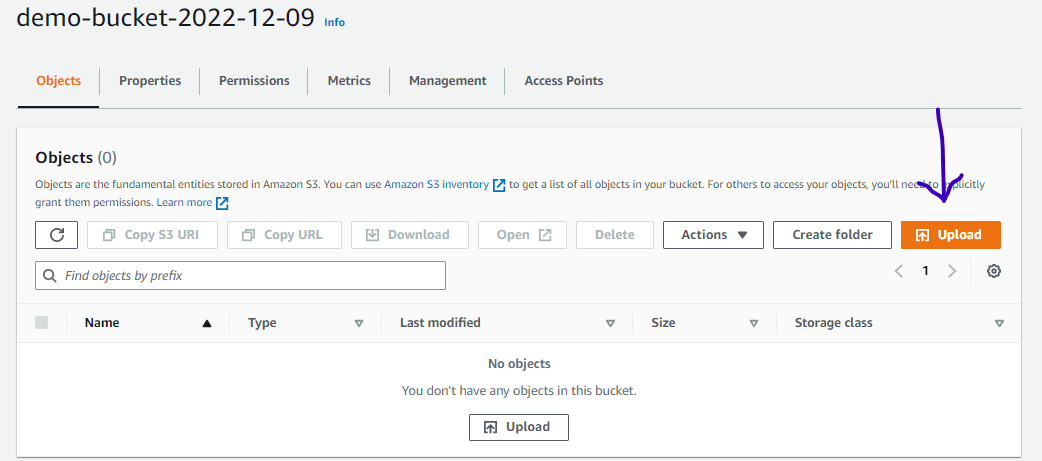 demo-bucket-2022-12-09 Info
Objects Properties Permissions Metrics Management Access Points
Objects (0)
Objects are the fundamental entities stored in Amazon S3. You can use Amazon S3 inventory to get a list of all objects in your bucket. For others to access your objects, you'll need to explicitly
grant them permissions. Learn more
Copy S3 URI Copy URL Download Open Delete Actions Create folder Upload
Find objects by prefix 1
Name Type Last modified Size Storage class
No objects
You don't have any objects in this bucket.
Upload